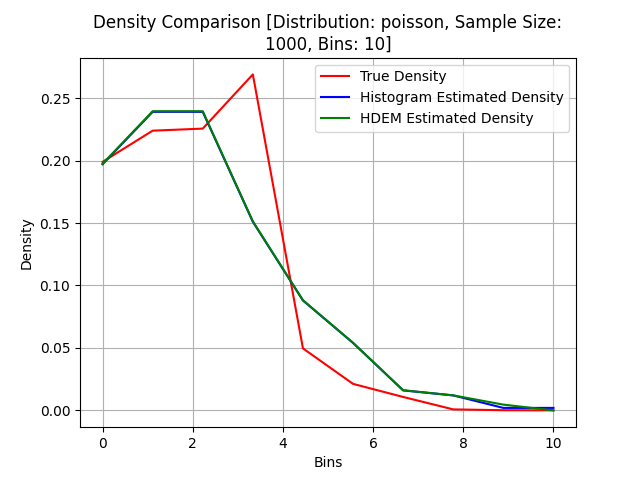 Density Comparison [Distribution: poisson, Sample Size:
1000, Bins: 10]
True Density
Histogram Estimated Density
HDEM Estimated Density
Density
0.25
0.20
0.15
0.10
0.05
0.00
0 2 4 6 8 10
Bins